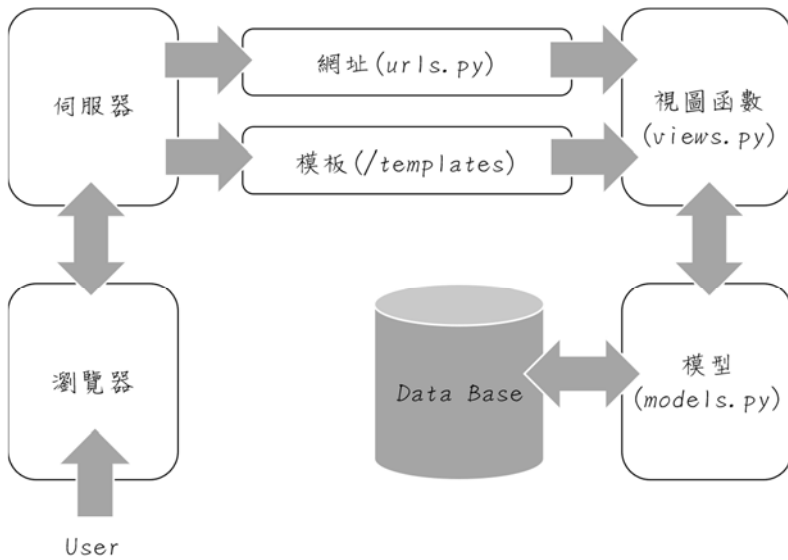 伺服器
網址(urls.py)
模板(/templates)
視圖函數
(views.py)
瀏覽器
Data Base
模型
(models.py)
User